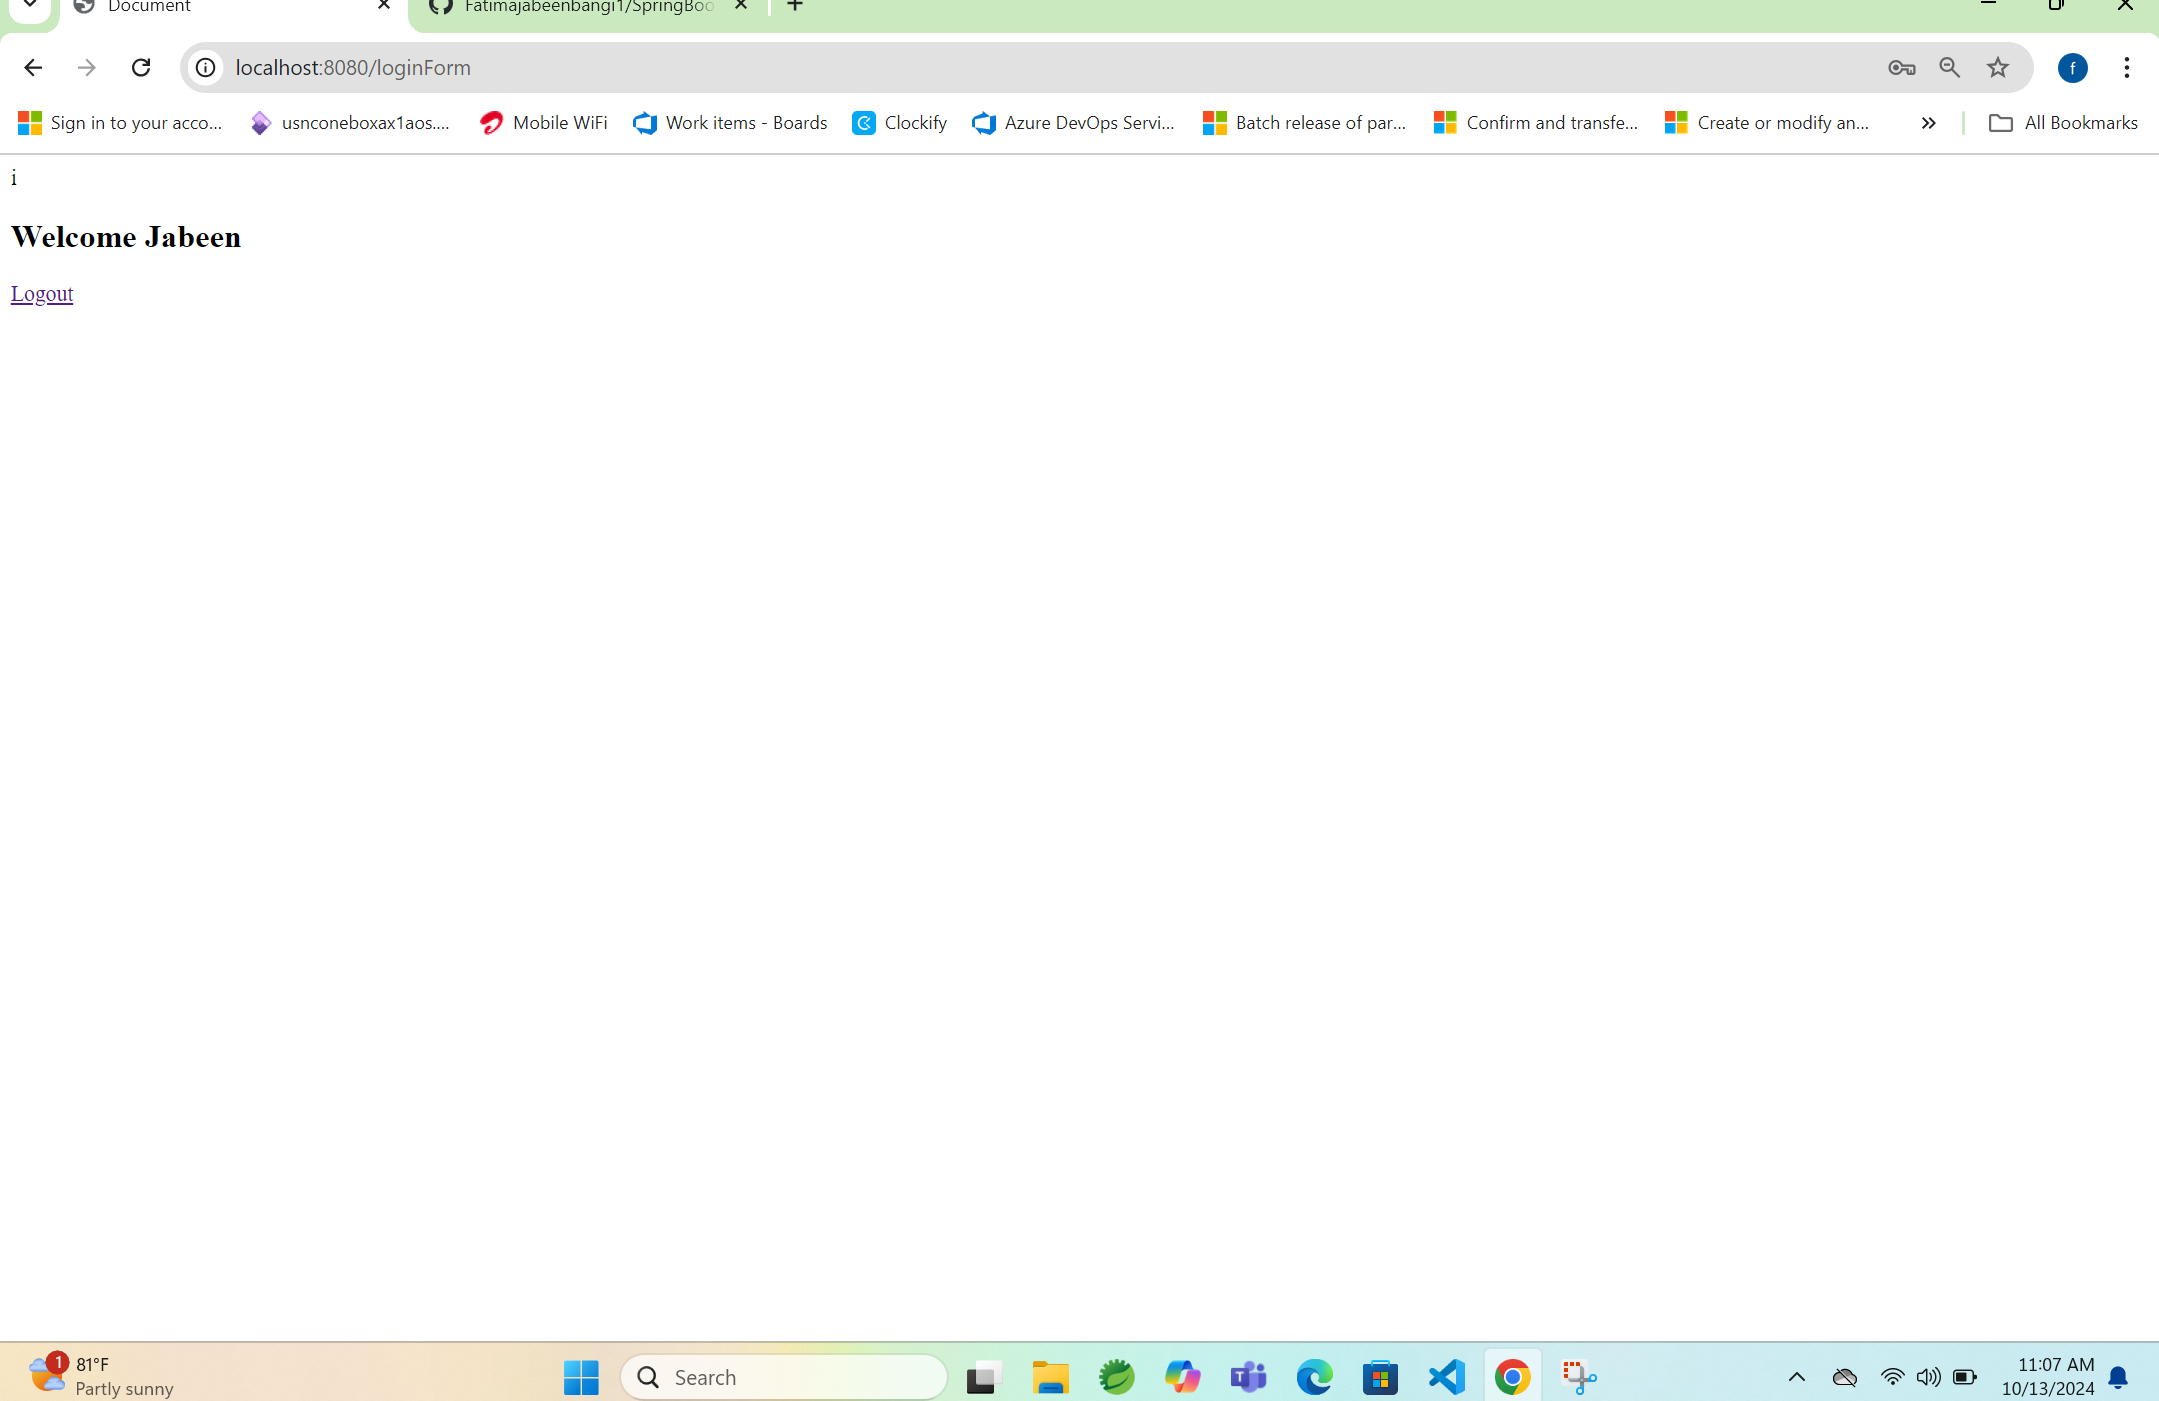 Document
Fatimajabeenbangi1/SpringBoo
localhost:8080/loginForm
f
Sign in to your acco...
usnconeboxax1aos....
Mobile WiFi
Work items - Boards
Clockify
Azure DevOps Servi...
Batch release of par...
Confirm and transfe...
Create or modify an...
All Bookmarks
i
Welcome Jabeen
Logout
1
81°F
Partly sunny
Search
11:07 AM
10/13/2024